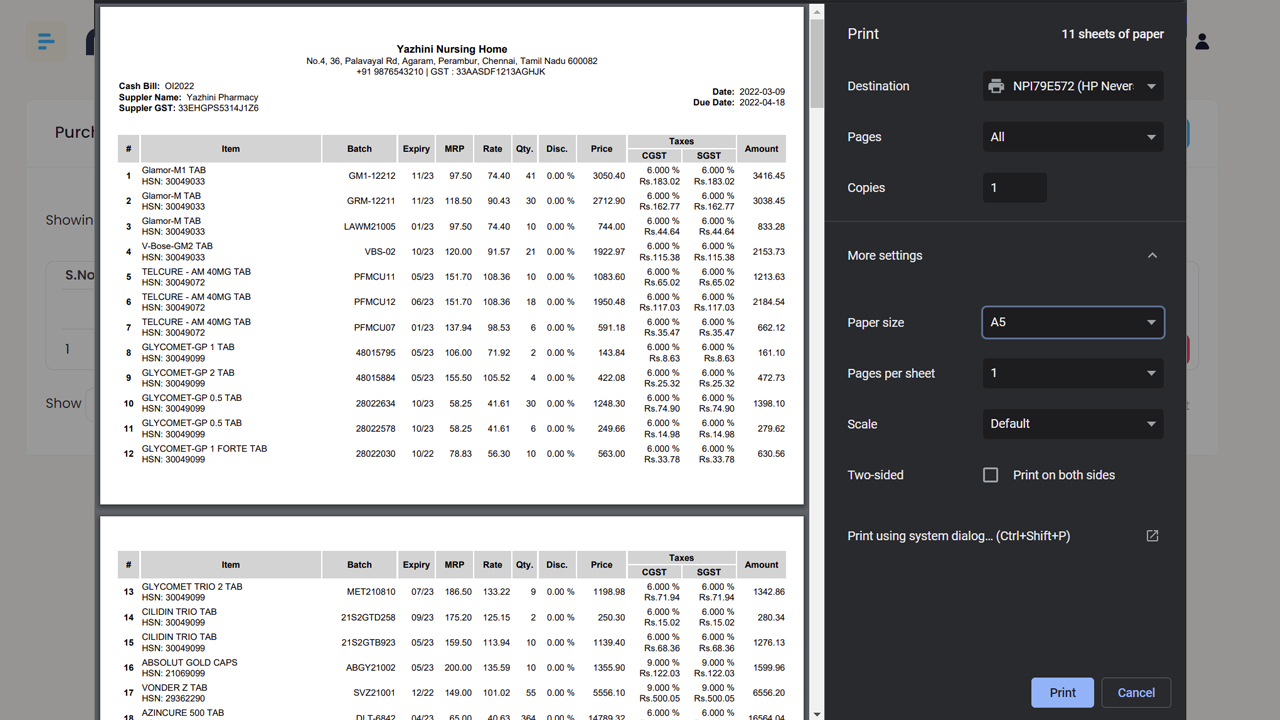 Yazhini Nursing Home
No.4, 36, Palavayal Rd, Agaram, Perambur, Chennai, Tamil Nadu 600082
+91 9876543210 | GST : 33AASDF1213AGHJK
Cash Bill: OI2022
Suppler Name: Yazhini Pharmacy
Suppler GST: 33EHGPS5314J1Z6
Date: 2022-03-09
Due Date: 2022-04-18
# Item Batch Expiry MRP Rate Qty. Disc. Price Taxes Amount
CGST SGST
1 Glamor-M1 TAB GM1-12212 11/23 97.50 74.40 41 0.00 % 3050.40 6.000 % 6.000 % 3416.45
HSN: 30049033 Rs.183.02 Rs.183.02
2 Glamor-M TAB GRM-12211 11/23 118.50 90.43 30 0.00 % 2712.90 6.000 % 6.000 % 3038.45
HSN: 30049033 Rs.162.77 Rs.162.77
3 Glamor-M TAB LAWM21005 01/23 97.50 74.40 10 0.00 % 744.00 6.000 % 6.000 % 833.28
HSN: 30049033 Rs.44.64 Rs.44.64
4 V-Bose-GM2 TAB VBS-02 10/23 120.00 91.57 21 0.00 % 1922.97 6.000 % 6.000 % 2153.73
HSN: 30049033 Rs.115.38 Rs.115.38
5 TELCURE - AM 40MG TAB PFMCU11 05/23 151.70 108.36 10 0.00 % 1083.60 6.000 % 6.000 % 1213.63
HSN: 30049072 Rs.65.02 Rs.65.02
6 TELCURE - AM 40MG TAB PFMCU12 06/23 151.70 108.36 18 0.00 % 1950.48 6.000 % 6.000 % 2184.54
HSN: 30049072 Rs.117.03 Rs.117.03
7 TELCURE - AM 40MG TAB PFMCU07 01/23 137.94 98.53 6 0.00 % 591.18 6.000 % 6.000 % 662.12
HSN: 30049072 Rs.35.47 Rs.35.47
8 GLYCOMET-GP 1 TAB 48015795 05/23 106.00 71.92 2 0.00 % 143.84 6.000 % 6.000 % 161.10
HSN: 30049099 Rs.8.63 Rs.8.63
9 GLYCOMET-GP 2 TAB 48015884 05/23 155.50 105.52 4 0.00 % 422.08 6.000 % 6.000 % 472.73
HSN: 30049099 Rs.25.32 Rs.25.32
10 GLYCOMET-GP 0.5 TAB 28022634 10/23 58.25 41.61 30 0.00 % 1248.30 6.000 % 6.000 % 1398.10
HSN: 30049099 Rs.74.90 Rs.74.90
11 GLYCOMET-GP 0.5 TAB 28022578 10/23 58.25 41.61 6 0.00 % 249.66 6.000 % 6.000 % 279.62
HSN: 30049099 Rs.14.98 Rs.14.98
12 GLYCOMET-GP 1 FORTE TAB 28022030 10/22 78.83 56.30 10 0.00 % 563.00 6.000 % 6.000 % 630.56
HSN: 30049099 Rs.33.78 Rs.33.78
# Item Batch Expiry MRP Rate Qty. Disc. Price Taxes Amount
CGST SGST
13 GLYCOMET TRIO 2 TAB MET210810 07/23 186.50 133.22 9 0.00 % 1198.98 6.000 % 6.000 % 1342.86
HSN: 30049099 Rs.71.94 Rs.71.94
14 CILIDIN TRIO TAB 21S2GTD258 09/23 175.20 125.15 2 0.00 % 250.30 6.000 % 6.000 % 280.34
HSN: 30049099 Rs.15.02 Rs.15.02
15 CILIDIN TRIO TAB 21S2GTB923 05/23 159.50 113.94 10 0.00 % 1139.40 6.000 % 6.000 % 1276.13
HSN: 30049099 Rs.68.36 Rs.68.36
16 ABSOLUT GOLD CAPS ABGY21002 05/23 200.00 135.59 10 0.00 % 1355.90 9.000 % 9.000 % 1599.96
HSN: 21069099 Rs.122.03 Rs.122.03
17 VONDER Z TAB SVZ21001 12/22 149.00 101.02 55 0.00 % 5556.10 9.000 % 9.000 % 6556.20
HSN: 29362290 Rs.500.05 Rs.500.05
18 AZINCURE 500 TAB DLT-6842 04/23 65.00 40.63 364 0.00 % 14789.32 6.000 % 6.000 % 16564.04
Print
11 sheets of paper
Destination NPI79E572 (HP Never
Pages All
Copies 1
More settings
Paper size A5
Pages per sheet 1
Scale Default
Two-sided Print on both sides
Print using system dialog... (Ctrl+Shift+P)
Print Cancel
Purch
Showin
S.No
1
Show